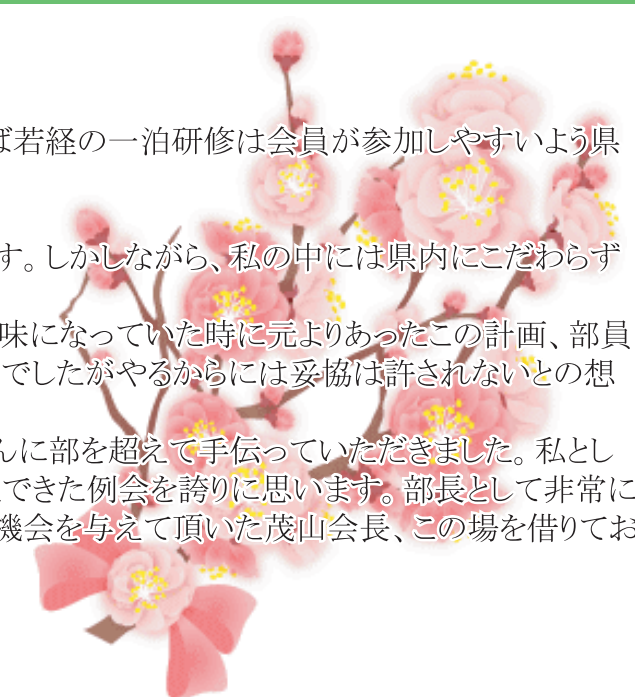 ば若経の一泊研修は会員が参加しやすいよう県
す。しかしながら、私の中には県内にこだわらず
味になっていた時に元よりあったこの計画、部員
でしたがやるからには妥協は許されないとの想
んに部を超えて手伝っていただきました。私とし
できた例会を誇りに思います。部長として非常に
機会を与えて頂いた茂山会長、この場を借りてお